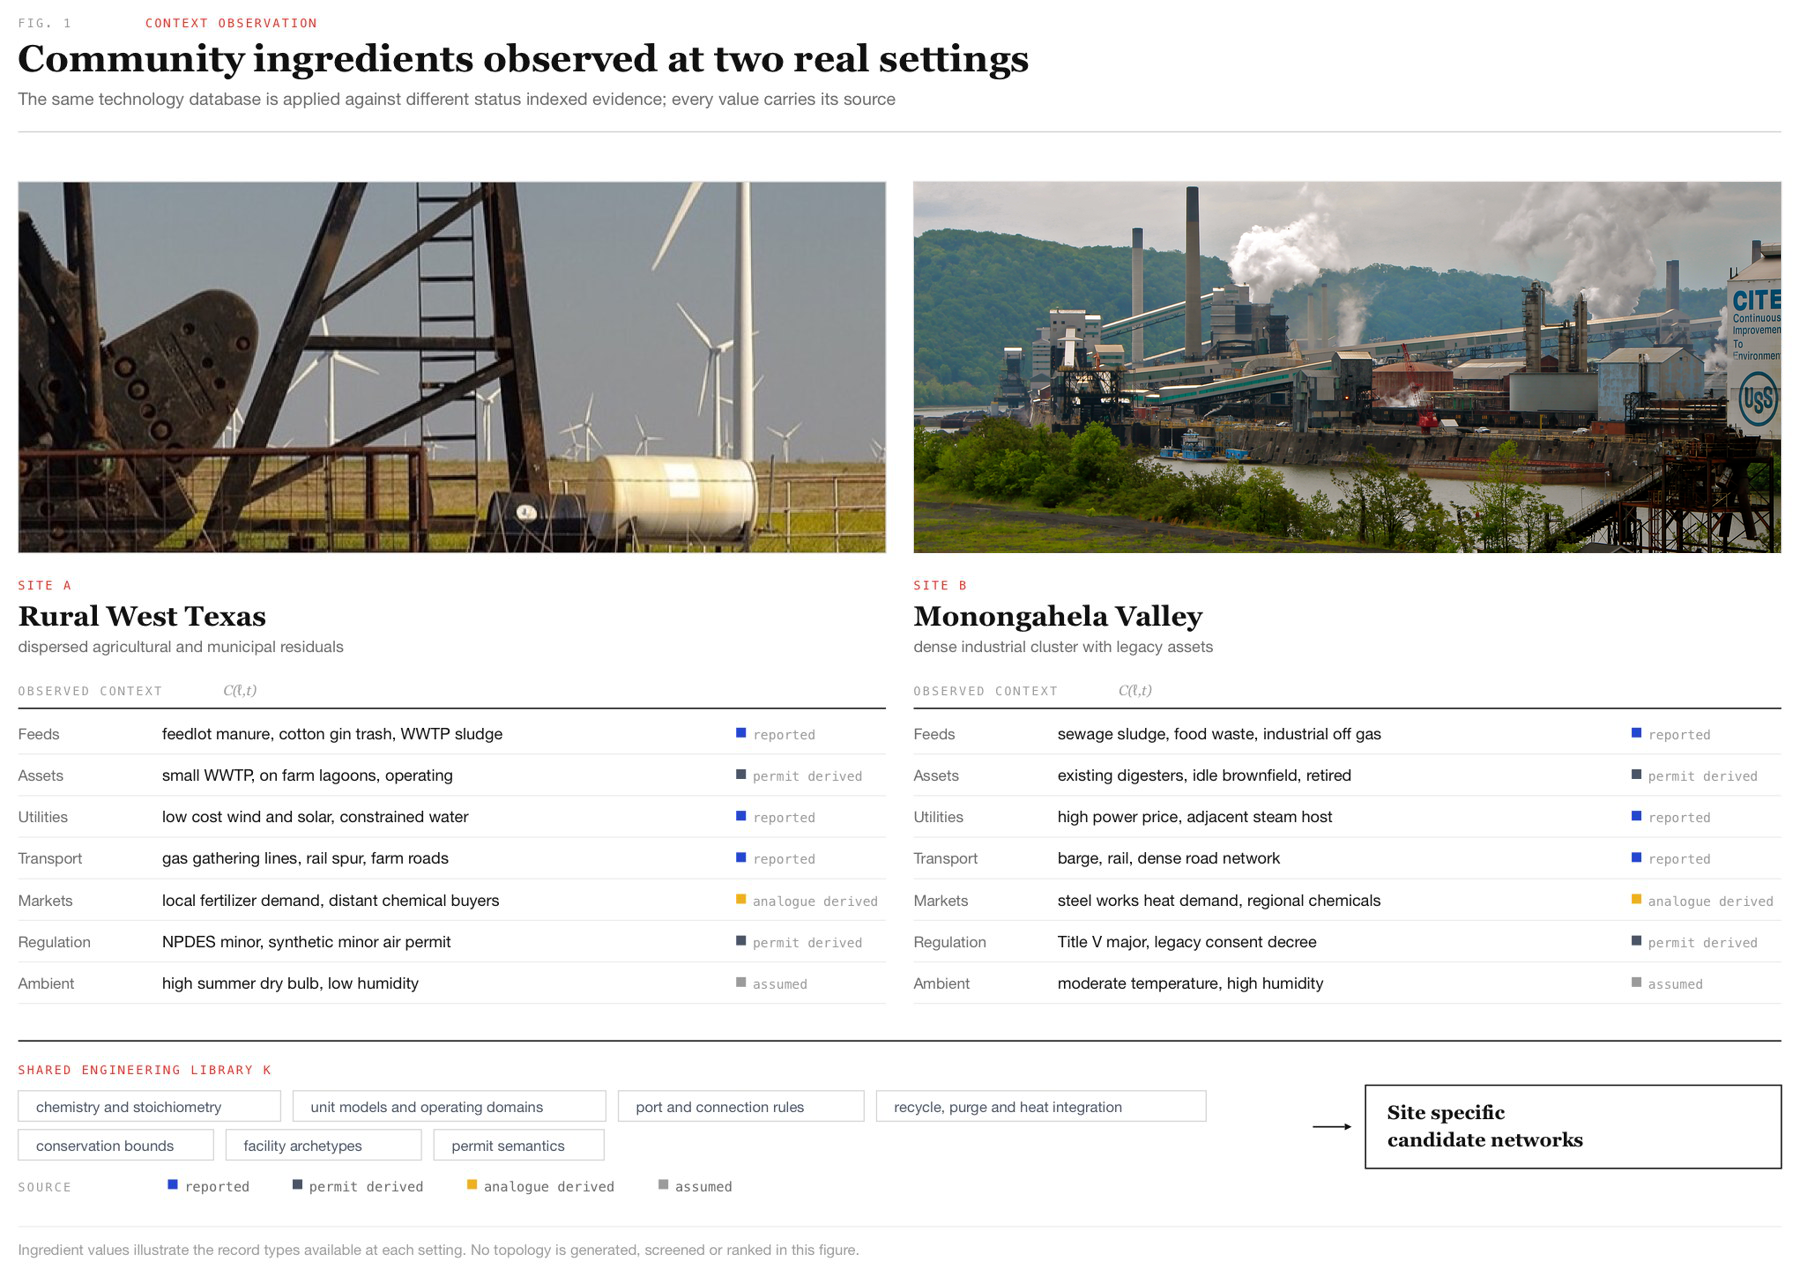 FIG. 1 CONTEXT OBSERVATION
Community ingredients observed at two real settings
The same technology database is applied against different status indexed evidence; every value carries its source
CITE
Continuous
Improvemen
To
Environmen
USS
SITE A
Rural West Texas
dispersed agricultural and municipal residuals
OBSERVED CONTEXT C(ℓ,t)
Feeds feedlot manure, cotton gin trash, WWTP sludge reported
Assets small WWTP, on farm lagoons, operating permit derived
Utilities low cost wind and solar, constrained water reported
Transport gas gathering lines, rail spur, farm roads reported
Markets local fertilizer demand, distant chemical buyers analogue derived
Regulation NPDES minor, synthetic minor air permit permit derived
Ambient high summer dry bulb, low humidity assumed
SITE B
Monongahela Valley
dense industrial cluster with legacy assets
OBSERVED CONTEXT C(ℓ,t)
Feeds sewage sludge, food waste, industrial off gas reported
Assets existing digesters, idle brownfield, retired permit derived
Utilities high power price, adjacent steam host reported
Transport barge, rail, dense road network reported
Markets steel works heat demand, regional chemicals analogue derived
Regulation Title V major, legacy consent decree permit derived
Ambient moderate temperature, high humidity assumed
SHARED ENGINEERING LIBRARY K
chemistry and stoichiometry unit models and operating domains port and connection rules recycle, purge and heat integration
conservation bounds facility archetypes permit semantics
Site specific
candidate networks
SOURCE reported permit derived analogue derived assumed
Ingredient values illustrate the record types available at each setting. No topology is generated, screened or ranked in this figure.